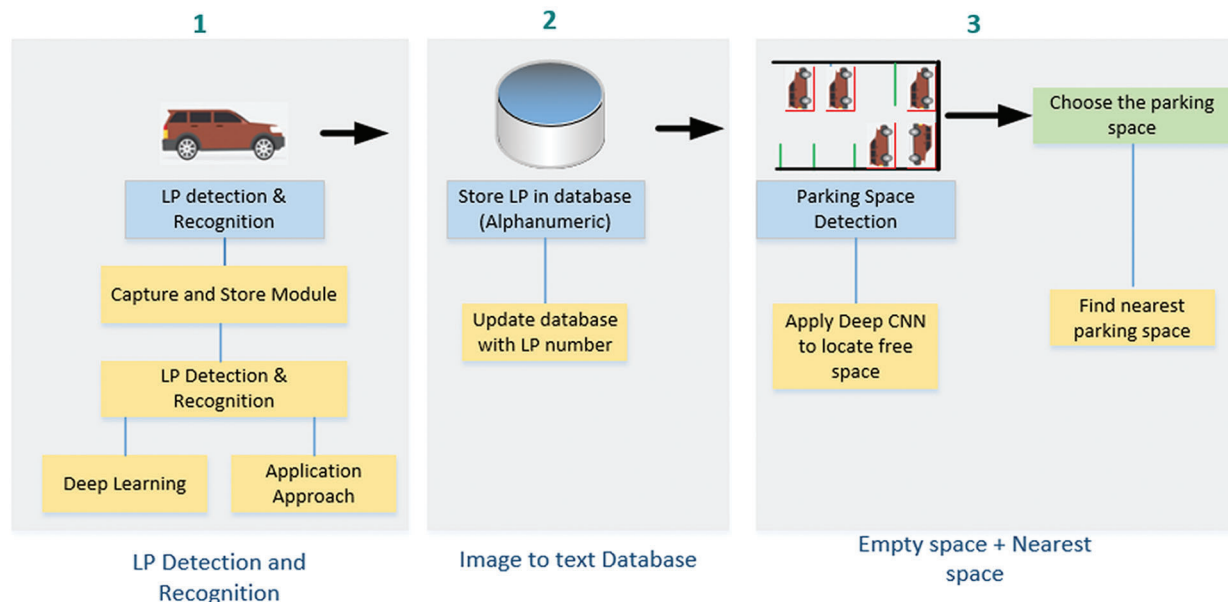 1
LP detection &
Recognition
Capture and Store Module
LP Detection &
Recognition
Deep Learning
Application
Approach
LP Detection and
Recognition
2
Store LP in database
(Alphanumeric)
Update database
with LP number
Image to text Database
3
Parking Space
Detection
Apply Deep CNN
to locate free
space
Choose the parking
space
Find nearest
parking space
Empty space + Nearest
space